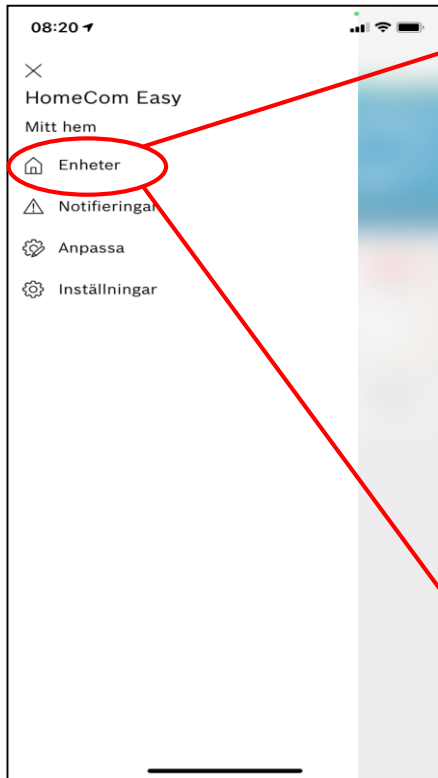 08:20
HomeCom Easy
Mitt hem
Enheter
Notifieringar
Anpassa
Inställningar